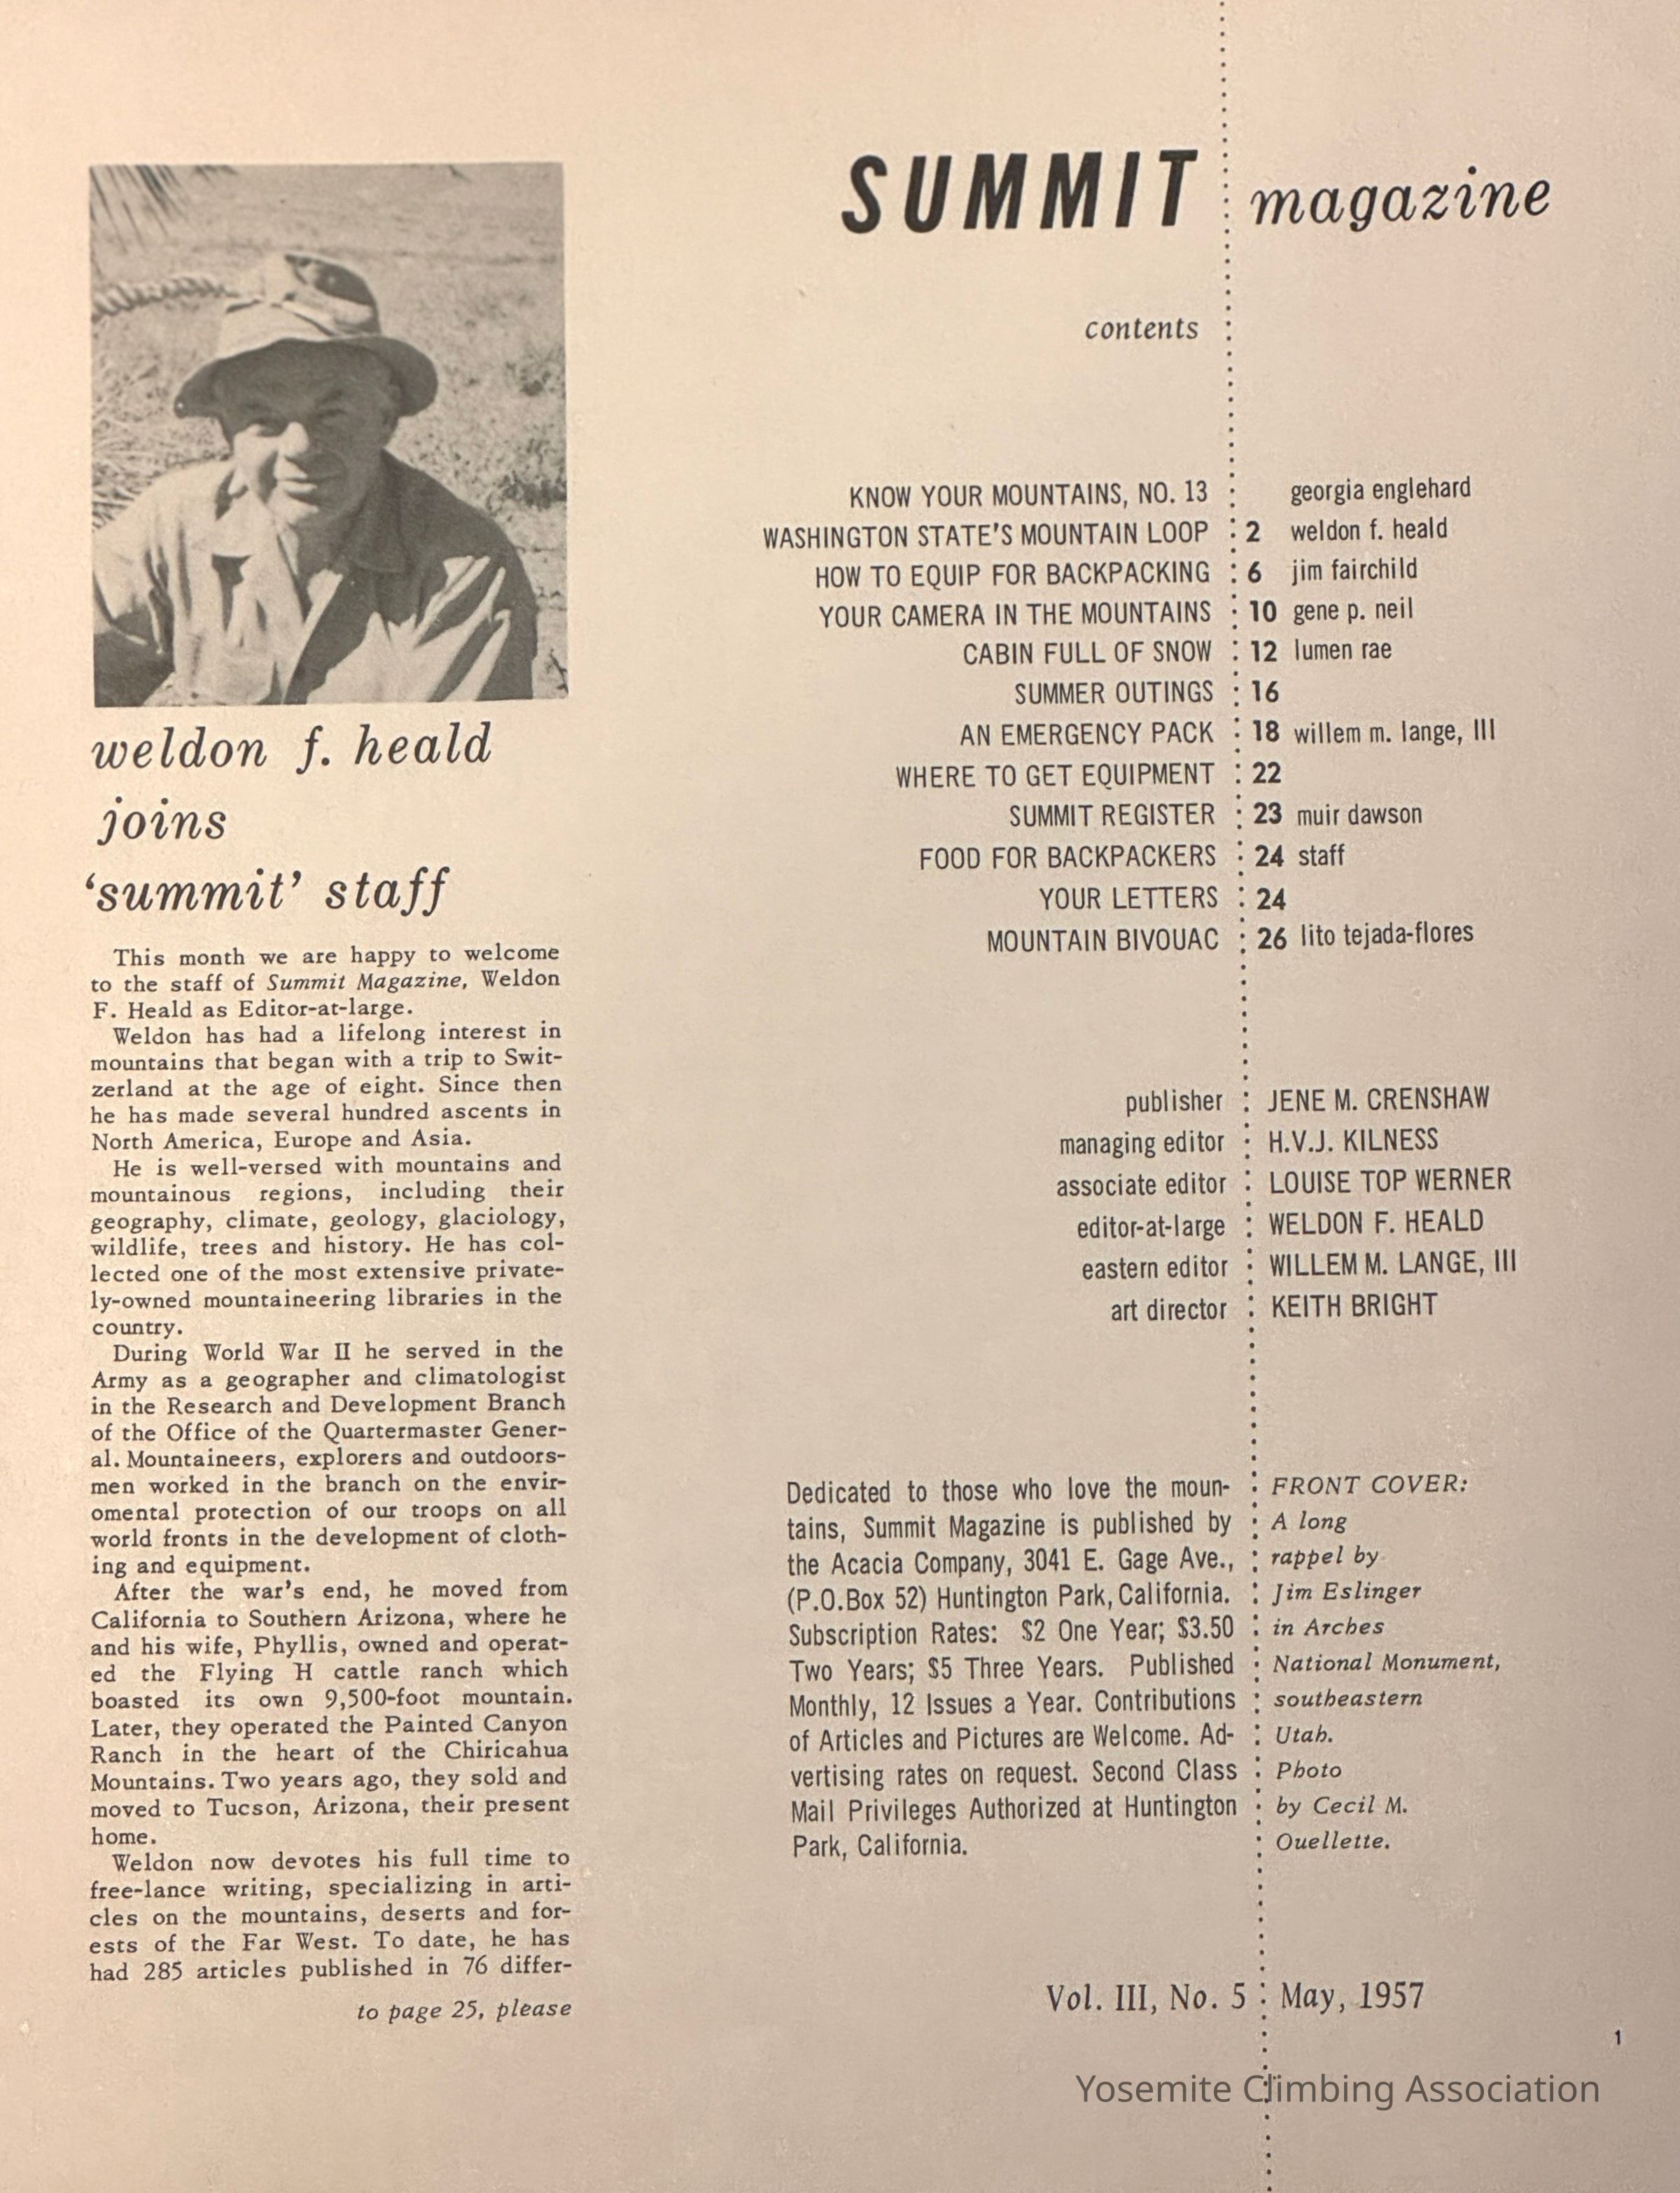 SUMMIT magazine
contents
KNOW YOUR MOUNTAINS, NO. 13 georgia englehard
WASHINGTON STATE'S MOUNTAIN LOOP 2 weldon f. heald
HOW TO EQUIP FOR BACKPACKING 6 jim fairchild
YOUR CAMERA IN THE MOUNTAINS 10 gene p. neil
CABIN FULL OF SNOW 12 lumen rae
SUMMER OUTINGS 16
AN EMERGENCY PACK 18 willem m. lange, III
WHERE TO GET EQUIPMENT 22
SUMMIT REGISTER 23 muir dawson
FOOD FOR BACKPACKERS 24 staff
YOUR LETTERS 24
MOUNTAIN BIVOUAC 26 lito tejada-flores
publisher JENE M. CRENSHAW
managing editor H.V.J. KILNESS
associate editor LOUISE TOP WERNER
editor-at-large WELDON F. HEALD
eastern editor WILLEM M. LANGE, III
art director KEITH BRIGHT
Dedicated to those who love the moun-
tains, Summit Magazine is published by
the Acacia Company, 3041 E. Gage Ave.,
(P.O.Box 52) Huntington Park, California.
Subscription Rates: $2 One Year; $3.50
Two Years; $5 Three Years. Published
Monthly, 12 Issues a Year. Contributions
of Articles and Pictures are Welcome. Ad-
vertising rates on request. Second Class
Mail Privileges Authorized at Huntington
Park, California.
FRONT COVER:
A long
rappel by
Jim Eslinger
in Arches
National Monument,
southeastern
Utah.
Photo
by Cecil M.
Ouellette.
Vol. III, No. 5 May, 1957
weldon f. heald
joins
‘summit’ staff
This month we are happy to welcome
to the staff of Summit Magazine, Weldon
F. Heald as Editor-at-large.
Weldon has had a lifelong interest in
mountains that began with a trip to Swit-
zerland at the age of eight. Since then
he has made several hundred ascents in
North America, Europe and Asia.
He is well-versed with mountains and
mountainous regions, including their
geography, climate, geology, glaciology,
wildlife, trees and history. He has col-
lected one of the most extensive private-
ly-owned mountaineering libraries in the
country.
During World War II he served in the
Army as a geographer and climatologist
in the Research and Development Branch
of the Office of the Quartermaster Gener-
al. Mountaineers, explorers and outdoors-
men worked in the branch on the envir-
omental protection of our troops on all
world fronts in the development of cloth-
ing and equipment.
After the war's end, he moved from
California to Southern Arizona, where he
and his wife, Phyllis, owned and operat-
ed the Flying H cattle ranch which
boasted its own 9,500-foot mountain.
Later, they operated the Painted Canyon
Ranch in the heart of the Chiricahua
Mountains. Two years ago, they sold and
moved to Tucson, Arizona, their present
home.
Weldon now devotes his full time to
free-lance writing, specializing in arti-
cles on the mountains, deserts and for-
ests of the Far West. To date, he has
had 285 articles published in 76 differ-
to page 25, please
1
Yosemite Climbing Association